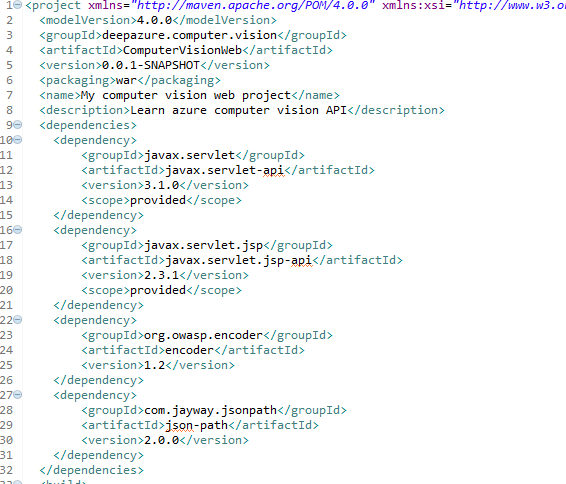 1 <project xmlns="http://maven.apache.org/POM/4.0.0" xmlns:xsi="http://www.w3.o
2 <modelVersion>4.0.0</modelVersion>
3 <groupId>deepazure.computer.vision</groupId>
4 <artifactId>ComputerVisionWeb</artifactId>
5 <version>0.0.1-SNAPSHOT</version>
6 <packaging>war</packaging>
7 <name>My computer vision web project</name>
8 <description>Learn azure computer vision API</description>
9 <dependencies>
10 <dependency>
11 <groupId>javax.servlet</groupId>
12 <artifactId>javax.servlet-api</artifactId>
13 <version>3.1.0</version>
14 <scope>provided</scope>
15 </dependency>
16 <dependency>
17 <groupId>javax.servlet.jsp</groupId>
18 <artifactId>javax.servlet.jsp-api</artifactId>
19 <version>2.3.1</version>
20 <scope>provided</scope>
21 </dependency>
22 <dependency>
23 <groupId>org.owasp.encoder</groupId>
24 <artifactId>encoder</artifactId>
25 <version>1.2</version>
26 </dependency>
27 <dependency>
28 <groupId>com.jayway.jsonpath</groupId>
29 <artifactId>json-path</artifactId>
30 <version>2.0.0</version>
31 </dependency>
32 </dependencies>
33 <build>